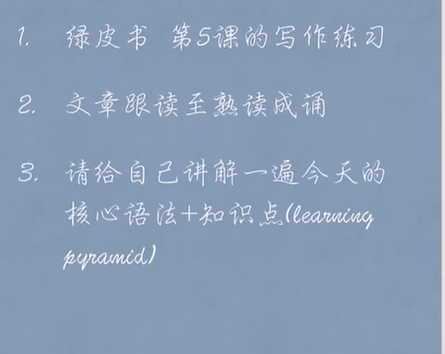 1. 绿皮书 第5课的写作练习
2. 文章跟读至熟读成诵
3. 请给自己讲解一遍今天的
核心语法+知识点(learning
pyramid)